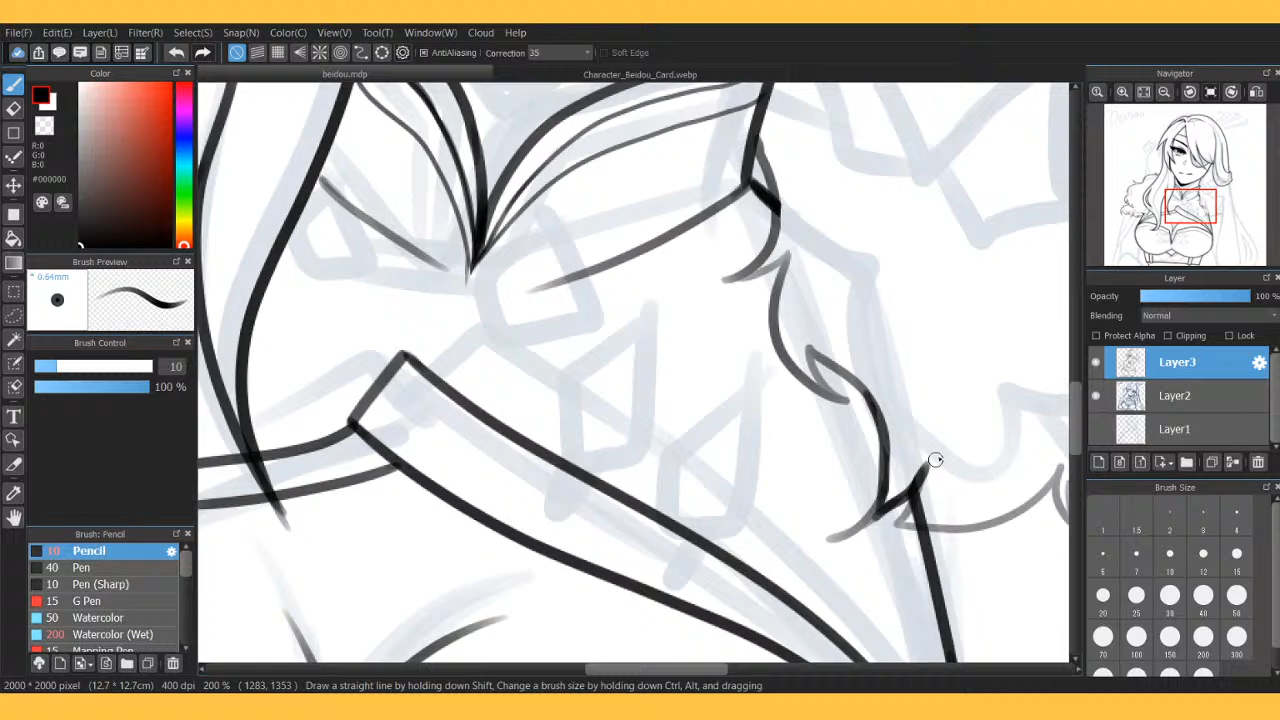 File(F) Edit(E) Layer(L) Filter(R) Select(S) Snap(N) Color(C) View(V) Tool(T) Window(W) Cloud Help
AntiAliasing Correction 35 Soft Edge
Color
beidou.mdp
Character_Beidou_Card.webp
Navigator
R:0
G:0
B:0
#000000
Brush Preview
0.64mm
Brush Control
10
100 %
Brush: Pencil
10 Pencil
40 Pen
10 Pen (Sharp)
15 G Pen
50 Watercolor
200 Watercolor (Wet)
15 Mapping Pen
Layer
Opacity 100 %
Blending Normal
Protect Alpha Clipping Lock
Layer3
Layer2
Layer1
Brush Size
1 1.5 2 3 4
5 7 10 12 15
20 25 30 40 50
70 100 150 200 300
2000 * 2000 pixel (12.7 * 12.7cm) 400 dpi 200 % ( 1283, 1353 ) Draw a straight line by holding down Shift, Change a brush size by holding down Ctrl, Alt, and dragging